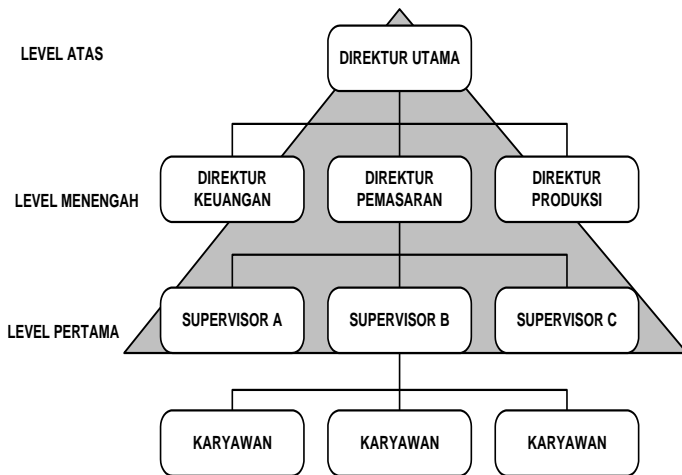 LEVEL ATAS
DIREKTUR UTAMA
LEVEL MENENGAH
DIREKTUR
KEUANGAN
DIREKTUR
PEMASARAN
DIREKTUR
PRODUKSI
LEVEL PERTAMA
SUPERVISOR A
SUPERVISOR B
SUPERVISOR C
KARYAWAN
KARYAWAN
KARYAWAN